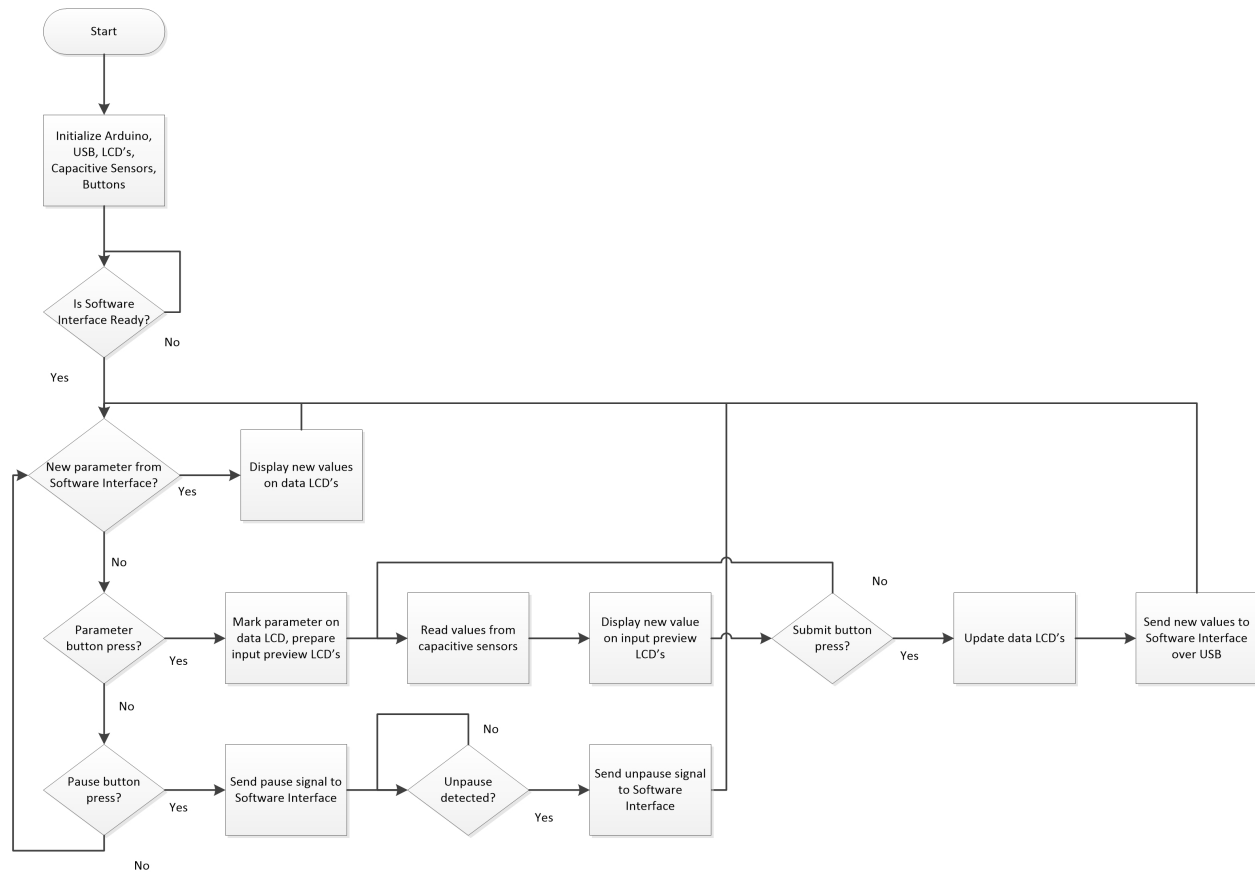 Start
Initialize Arduino,
USB, LCD's,
Capacitive Sensors,
Buttons
Is Software
Interface Ready?
No
Yes
New parameter from
Software Interface?
Yes
Display new values
on data LCD's
No
Parameter
button press?
Yes
Mark parameter on
data LCD, prepare
input preview LCD's
Read values from
capacitive sensors
Display new value
on input preview
LCD's
Submit button
press?
No
Yes
Update data LCD's
Send new values to
Software Interface
over USB
No
Pause button
press?
Yes
Send pause signal to
Software Interface
Unpause
detected?
No
Yes
Send unpause signal
to Software
Interface
No